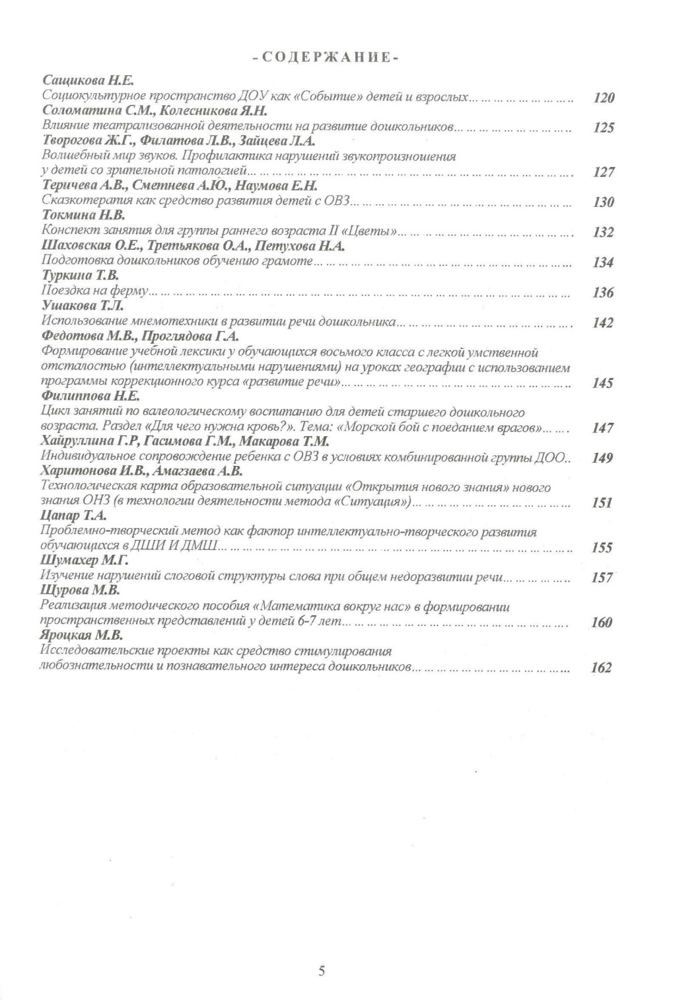 -СОДЕРЖАНИЕ-
Сащикова Н.Е.
Социокультурное пространство ДОУ как «Событие» детей и взрослых... ... ... ... ... ... ... .. 120
Соломатина С.М., Колесникова Я.Н.
Влияние театрализованной деятельности на развитие дошкольников... ... ... ... ... ... ... ... .. 125
Творогова Ж.Г., Филатова Л.В., Зайцева Л.А.
Волшебный мир звуков. Профилактика нарушений звукопроизношения
у детей со зрительной патологией... ... ... ... ... ... ... ... ... ... ... ... ... ... ... ... ... ... ... ... 127
Теричева А.В., Сметнева А.Ю., Наумова Е.Н.
Сказкотерапия как средство развития детей с ОВЗ... ... ... ... ... ... ... ... ... ... ... ... ... ... 130
Токмина Н.В.
Конспект занятия для группы раннего возраста II «Цветы»... ... ... ... ... ... ... ... ... ... ... 132
Шаховская О.Е., Третьякова О.А., Петухова Н.А.
Подготовка дошкольников обучению грамоте... ... ... ... ... ... ... ... ... ... ... ... ... ... ... ... 134
Туркина Т.В.
Поездка на ферму... ... ... ... ... ... ... ... ... ... ... ... ... ... ... ... ... ... ... ... ... ... ... ... ... 136
Ушакова Т.Л.
Использование мнемотехники в развитии речи дошкольника... ... ... ... ... ... ... ... ... ... ... 142
Федотова М.В., Проглядова Г.А.
Формирование учебной лексики у обучающихся восьмого класса с легкой умственной
отсталостью (интеллектуальными нарушениями) на уроках географии с использованием
программы коррекционного курса «развитие речи»... ... ... ... ... ... ... ... ... ... ... ... ... ... 145
Филиппова Н.Е.
Цикл занятий по валеологическому воспитанию для детей старшего дошкольного
возраста. Раздел «Для чего нужна кровь?». Тема: «Морской бой с поеданием врагов»... ... . 147
Хайруллина Г.Р, Гасимова Г.М., Макарова Т.М.
Индивидуальное сопровождение ребенка с ОВЗ в условиях комбинированной группы ДОО.. 149
Харитонова И.В., Амагзаева А.В.
Технологическая карта образовательной ситуации «Открытия нового знания» нового
знания ОНЗ (в технологии деятельности метода «Ситуация»)... ... ... ... ... ... ... ... ... ... 151
Цапар Т.А.
Проблемно-творческий метод как фактор интеллектуально-творческого развития
обучающихся в ДШИ И ДМШ... ... ... ... ... ... ... ... ... ... ... ... ... ... ... ... ... ... ... ... ... .. 155
Шумахер М.Г.
Изучение нарушений слоговой структуры слова при общем недоразвитии речи... ... ... ... ... .. 157
Щурова М.В.
Реализация методического пособия «Математика вокруг нас» в формировании
пространственных представлений у детей 6-7 лет... ... ... ... ... ... ... ... ... ... ... ... ... ... 160
Яроцкая М.В.
Исследовательские проекты как средство стимулирования
любознательности и познавательного интереса дошкольников... ... ... ... ... ... ... ... ... ... ... 162
5